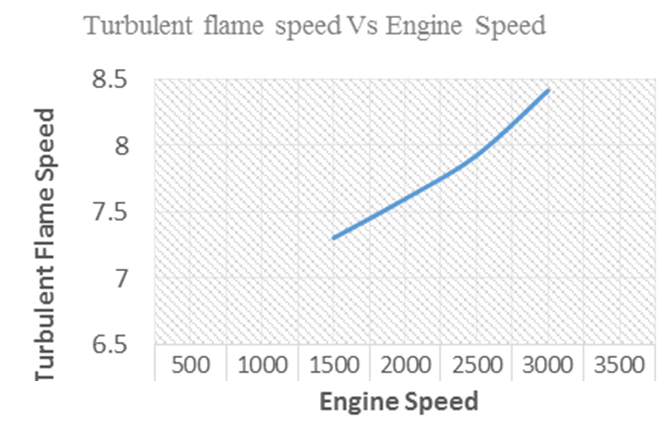 Turbulent flame speed Vs Engine Speed
8.5
8
7.5
7
6.5
Turbulent Flame Speed
500 1000 1500 2000 2500 3000 3500
Engine Speed